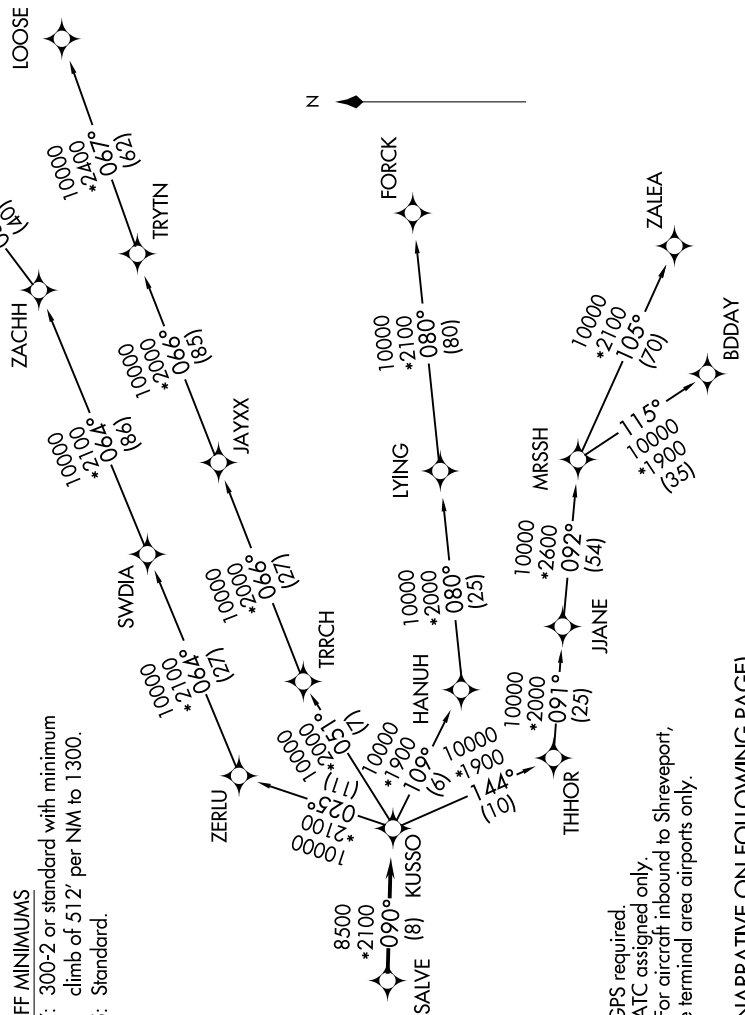 LOOSE
(40)
ZACHH
10000
*2400
067°
(62)
TRYTN
N
10000
*2100
064°
(86)
10000
*2000
066°
(85)
JAYXX
FORCK
SWDIA
10000
*2100
080°
(80)
ZALEA
10000
*2100
105°
(70)
BDDAY
115°
10000
*1900
(35)
LYING
MRSSH
10000
*2000
066°
(27)
10000
*2100
064°
(27)
TRRCH
10000
*2000
080°
(25)
10000
*2600
092°
(54)
JJANE
HANUH
10000
*2000
091°
(25)
FF MINIMUMS
: 300-2 or standard with minimum
climb of 512' per NM to 1300.
: Standard.
ZERLU
10000
*2100
025°
(11)
10000
*2000
051°
(7)
10000
*1900
109°
(6)
10000
*1900
144°
(10)
THHOR
KUSSO
8500
*2100
090°
(8)
SALVE
GPS required.
ATC assigned only.
For aircraft inbound to Shreveport,
e terminal area airports only.
NARRATIVE ON FOLLOWING PAGE)